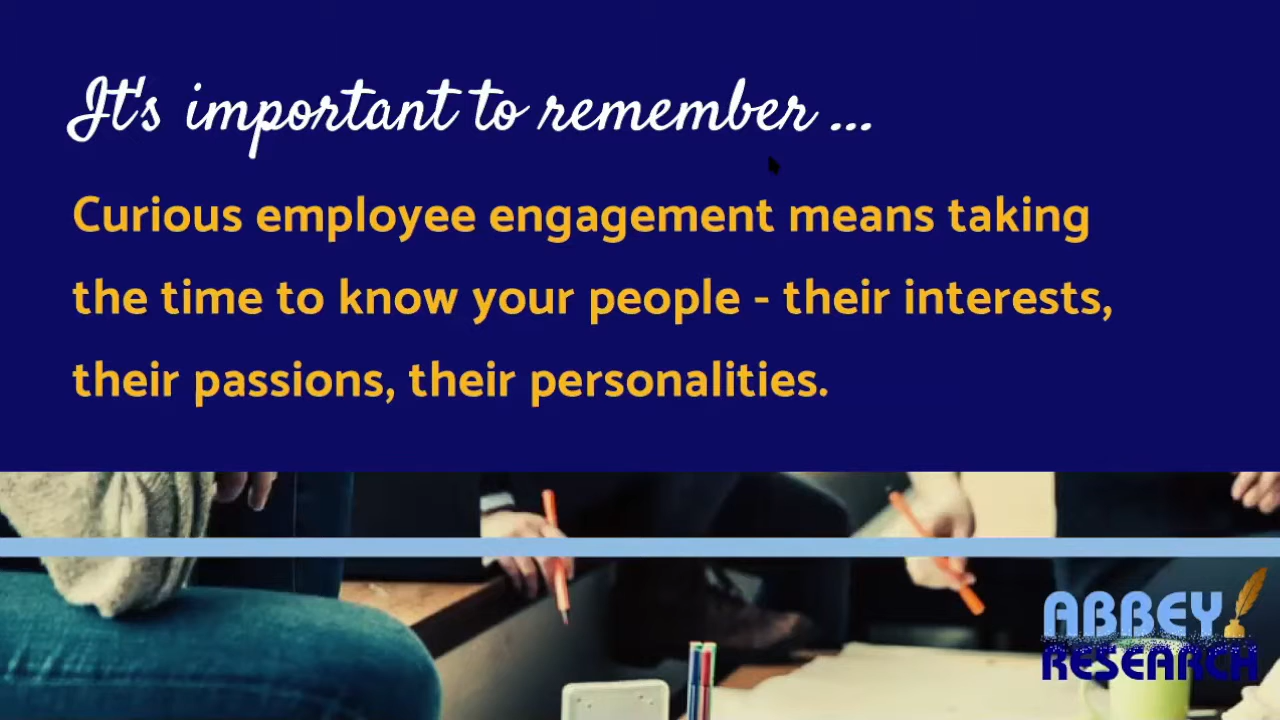 It's important to remember ...
Curious employee engagement means taking
the time to know your people - their interests,
their passions, their personalities.
ABBEY
RESEARCH